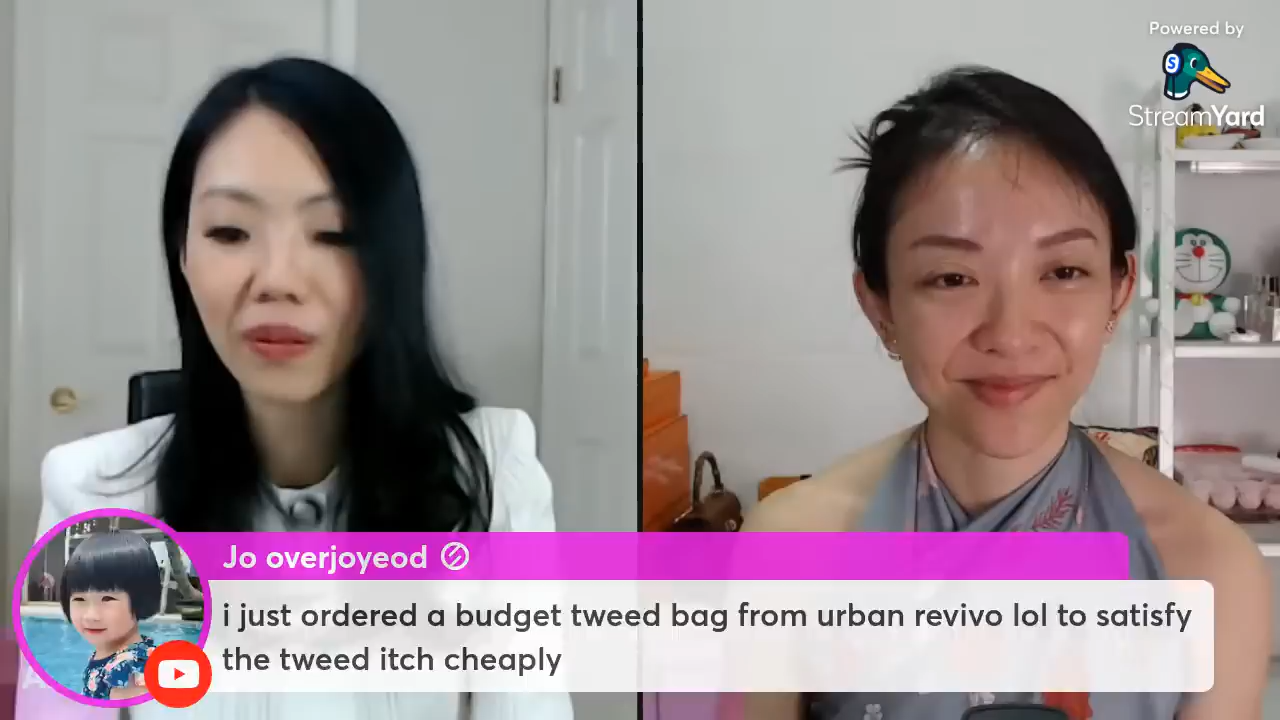 Powered by
StreamYard
Jo overjoyeod
i just ordered a budget tweed bag from urban revivo lol to satisfy
the tweed itch cheaply